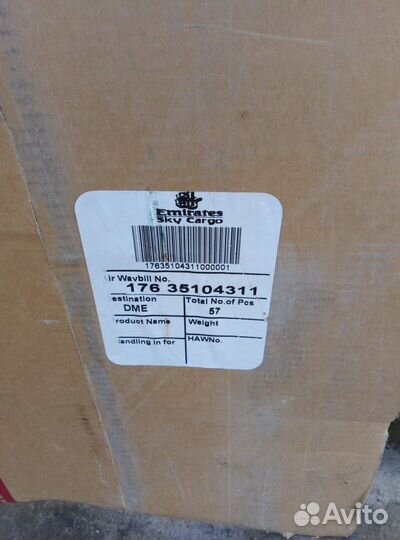 Emirates
Sky Cargo
17635104311000001
ir Waybill No.
176 35104311
estination
DME
Total No.of Pcs
57
roduct Name
Weight
andling in for
HAWNo.
Avito